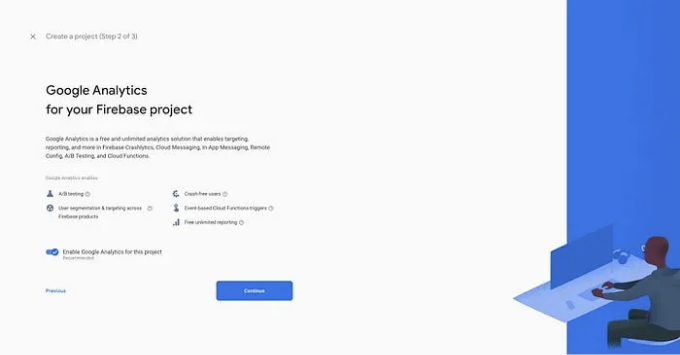 Create a project (Step 2 of 3)
Google Analytics
for your Firebase project
Google Analytics is a free and unlimited analytics solution that enables targeting,
reporting, and more in Firebase Crashlytics, Cloud Messaging, In-App Messaging, Remote
Config, A/B Testing, and Cloud Functions.
Google Analytics enables:
A/B testing
Crash-free users
User segmentation & targeting across
Firebase products
Event-based Cloud Functions triggers
Free unlimited reporting
Enable Google Analytics for this project
Recommended
Previous
Continue